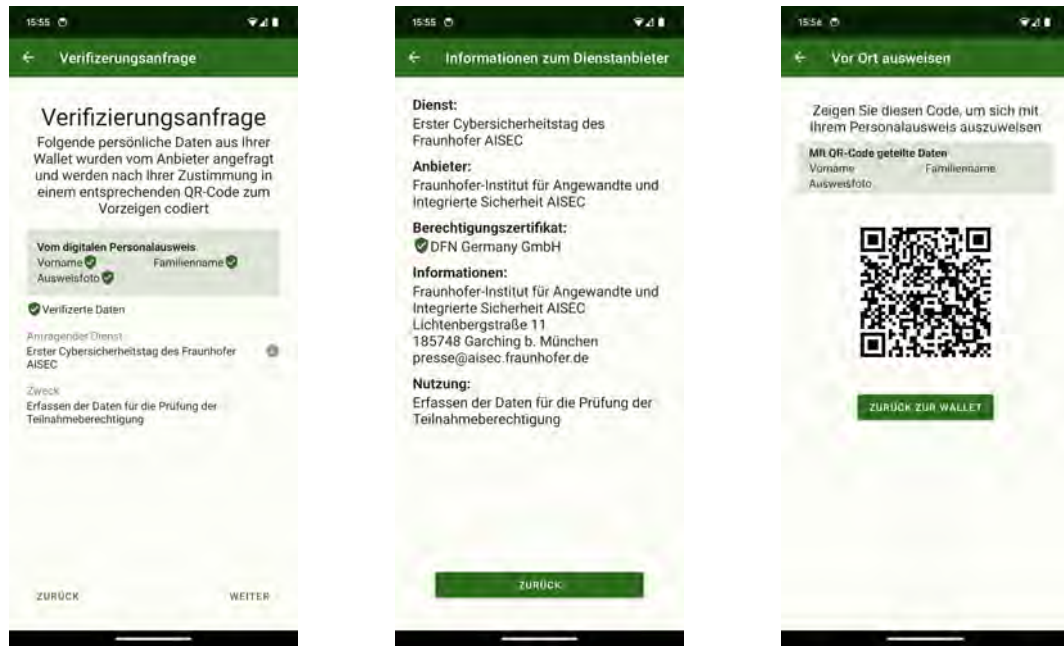 15:55
Verifizerungsanfrage
Verifizierungsanfrage
Folgende persönliche Daten aus Ihrer
Wallet wurden vom Anbieter angefragt
und werden nach Ihrer Zustimmung in
einem entsprechenden QR-Code zum
Vorzeigen codiert
Vom digitalen Personalausweis
Vorname Familienname
Ausweisfoto
Verifizerte Daten
Antragender Dienst
Erster Cybersicherheitstag des Fraunhofer
AISEC
Zweck
Erfassen der Daten für die Prüfung der
Teilnahmeberechtigung
ZURÜCK WEITER
15:55
Informationen zum Dienstanbieter
Dienst:
Erster Cybersicherheitstag des
Fraunhofer AISEC
Anbieter:
Fraunhofer-Institut für Angewandte und
Integrierte Sicherheit AISEC
Berechtigungszertifikat:
DFN Germany GmbH
Informationen:
Fraunhofer-Institut für Angewandte und
Integrierte Sicherheit AISEC
Lichtenbergstraße 11
185748 Garching b. München
presse@aisec.fraunhofer.de
Nutzung:
Erfassen der Daten für die Prüfung der
Teilnahmeberechtigung
ZURÜCK
15:56
Vor Ort ausweisen
Zeigen Sie diesen Code, um sich mit
Ihrem Personalausweis auszuweisen
Mit QR-Code geteilte Daten
Vorname Familienname
Ausweisfoto
ZURÜCK ZUR WALLET